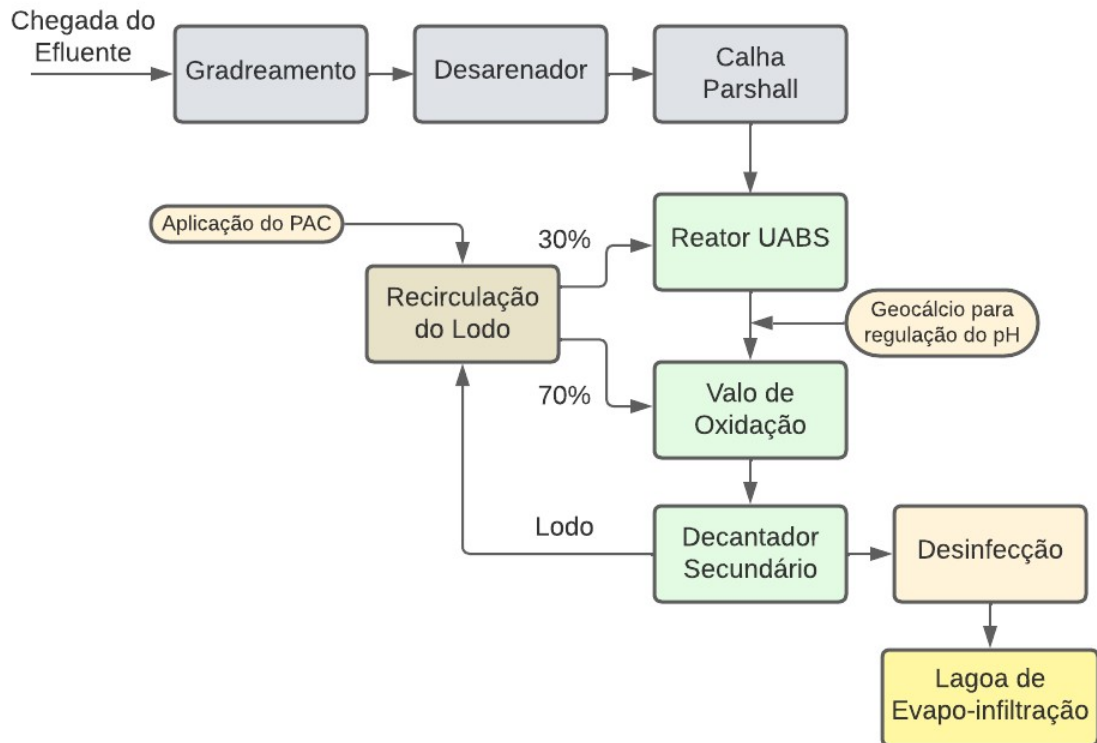 Chegada do
Efluente
Gradreamento
Desarenador
Calha
Parshall
Aplicação do PAC
30%
Reator UABS
Recirculação
do Lodo
Geocálcio para
regulação do pH
70%
Valo de
Oxidação
Lodo
Decantador
Secundário
Desinfecção
Lagoa de
Evapo-infiltração